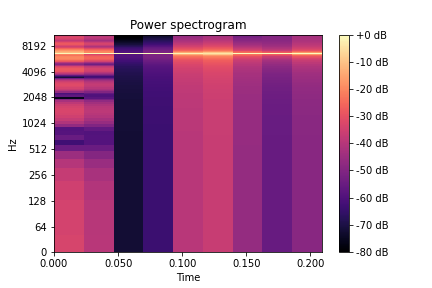 Power spectrogram
8192
4096
2048
1024
512
256
128
64
0
Hz
0.000 0.050 0.100 0.150 0.200
Time
+0 dB
-10 dB
-20 dB
-30 dB
-40 dB
-50 dB
-60 dB
-70 dB
-80 dB